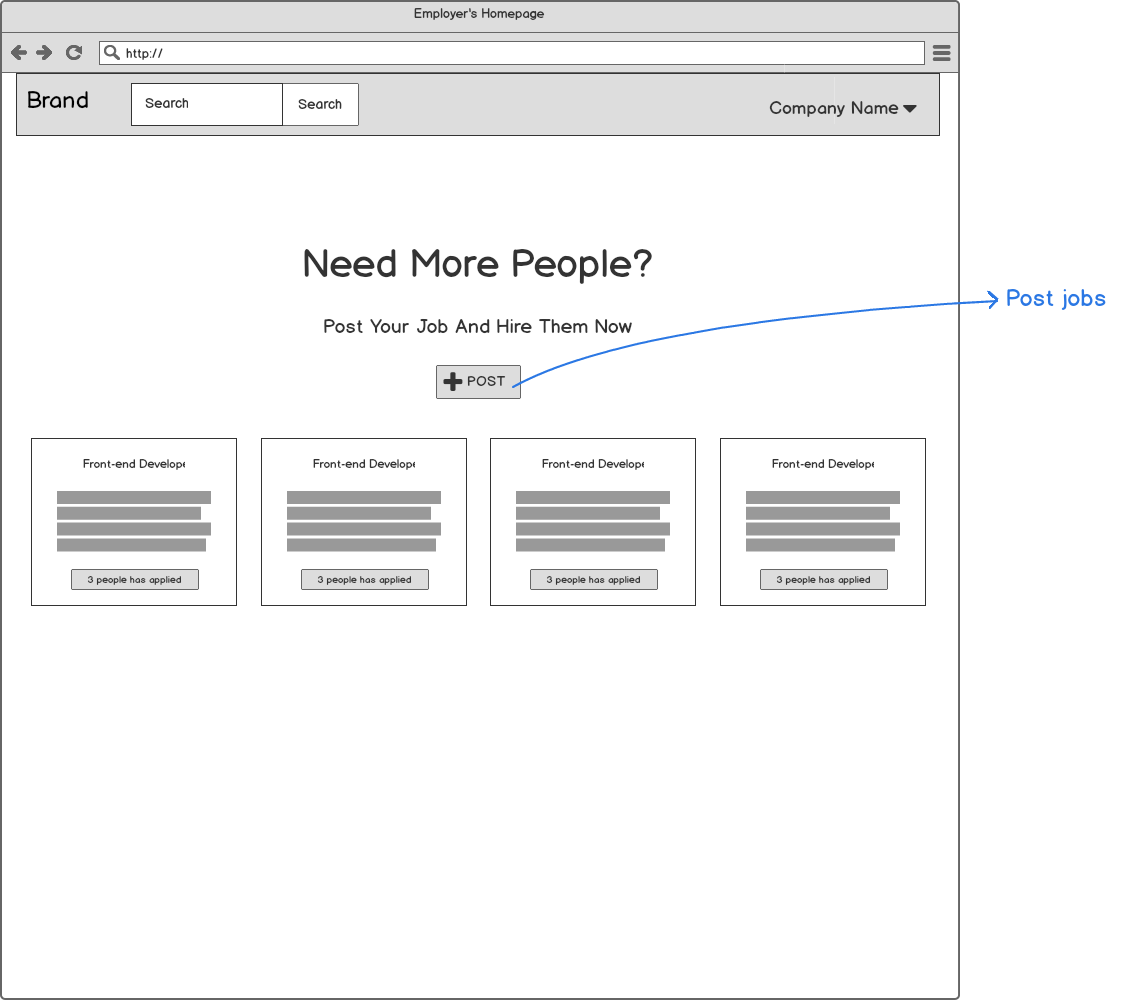 Employer's Homepage
http://
Brand
Search
Search
Company Name
Need More People?
Post jobs
Post Your Job And Hire Them Now
POST
Front-end Develope
Front-end Develope
Front-end Develope
Front-end Develope
3 people has applied
3 people has applied
3 people has applied
3 people has applied